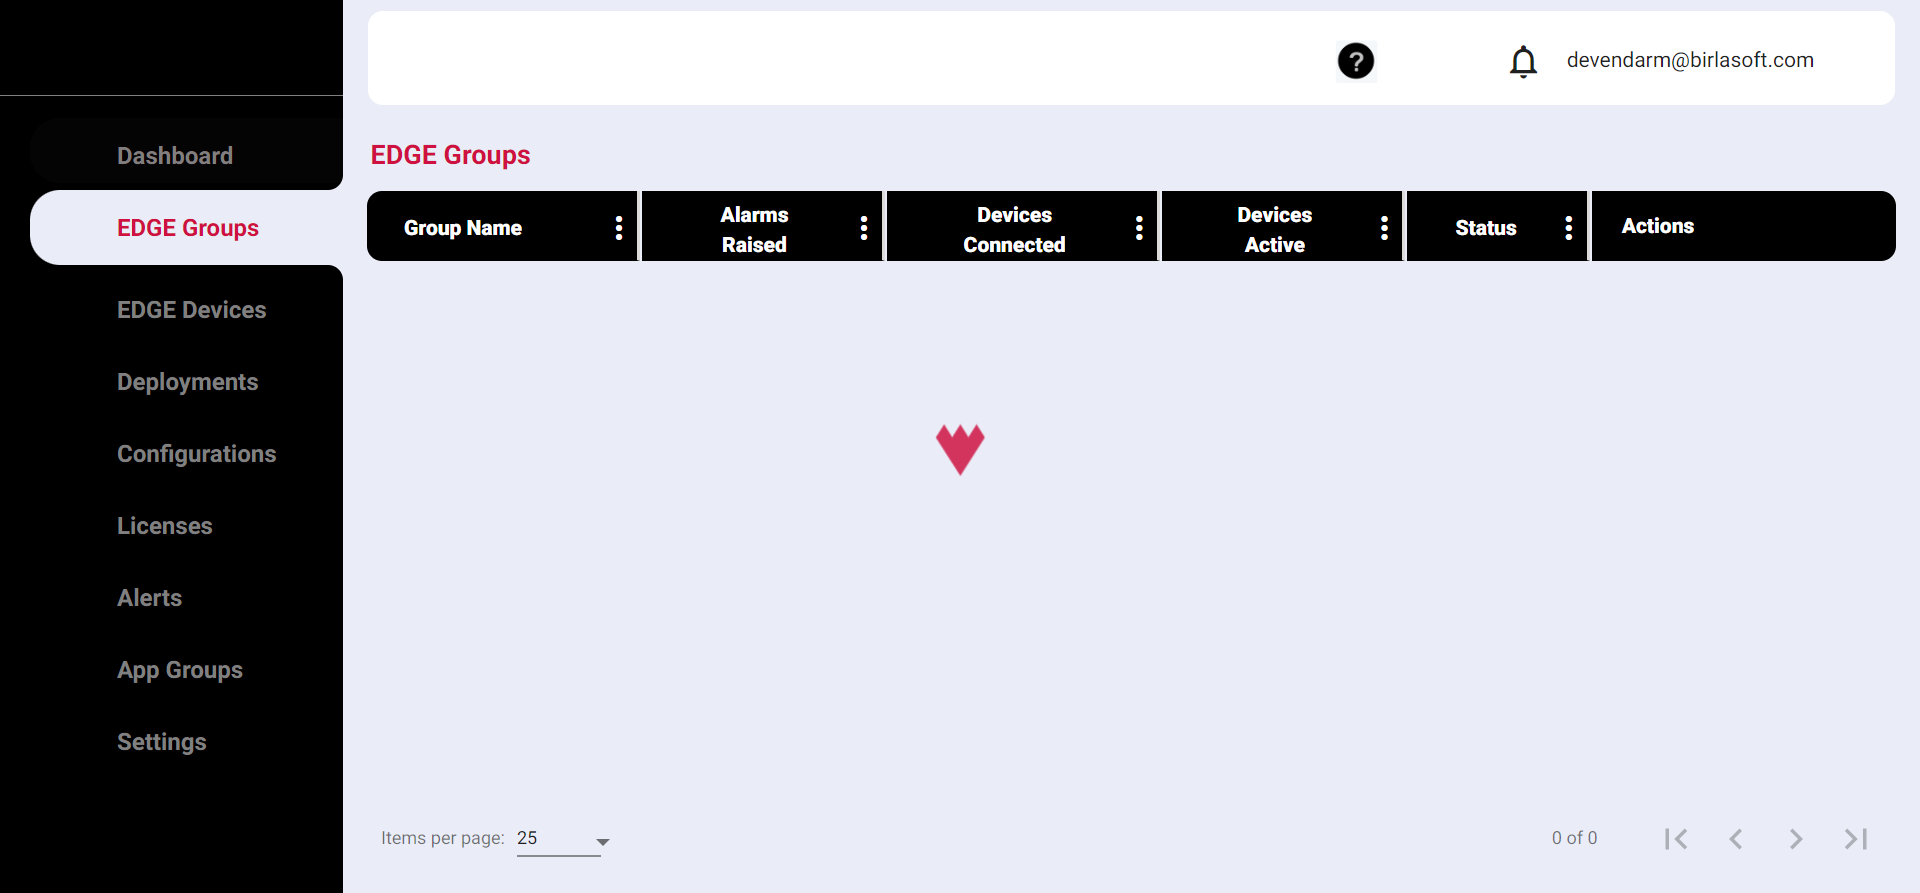 ?
devendarm@birlasoft.com
Dashboard
EDGE Groups
EDGE Devices
Deployments
Configurations
Licenses
Alerts
App Groups
Settings
EDGE Groups
Group Name
Alarms
Raised
Devices
Connected
Devices
Active
Status
Actions
Items per page: 25
0 of 0